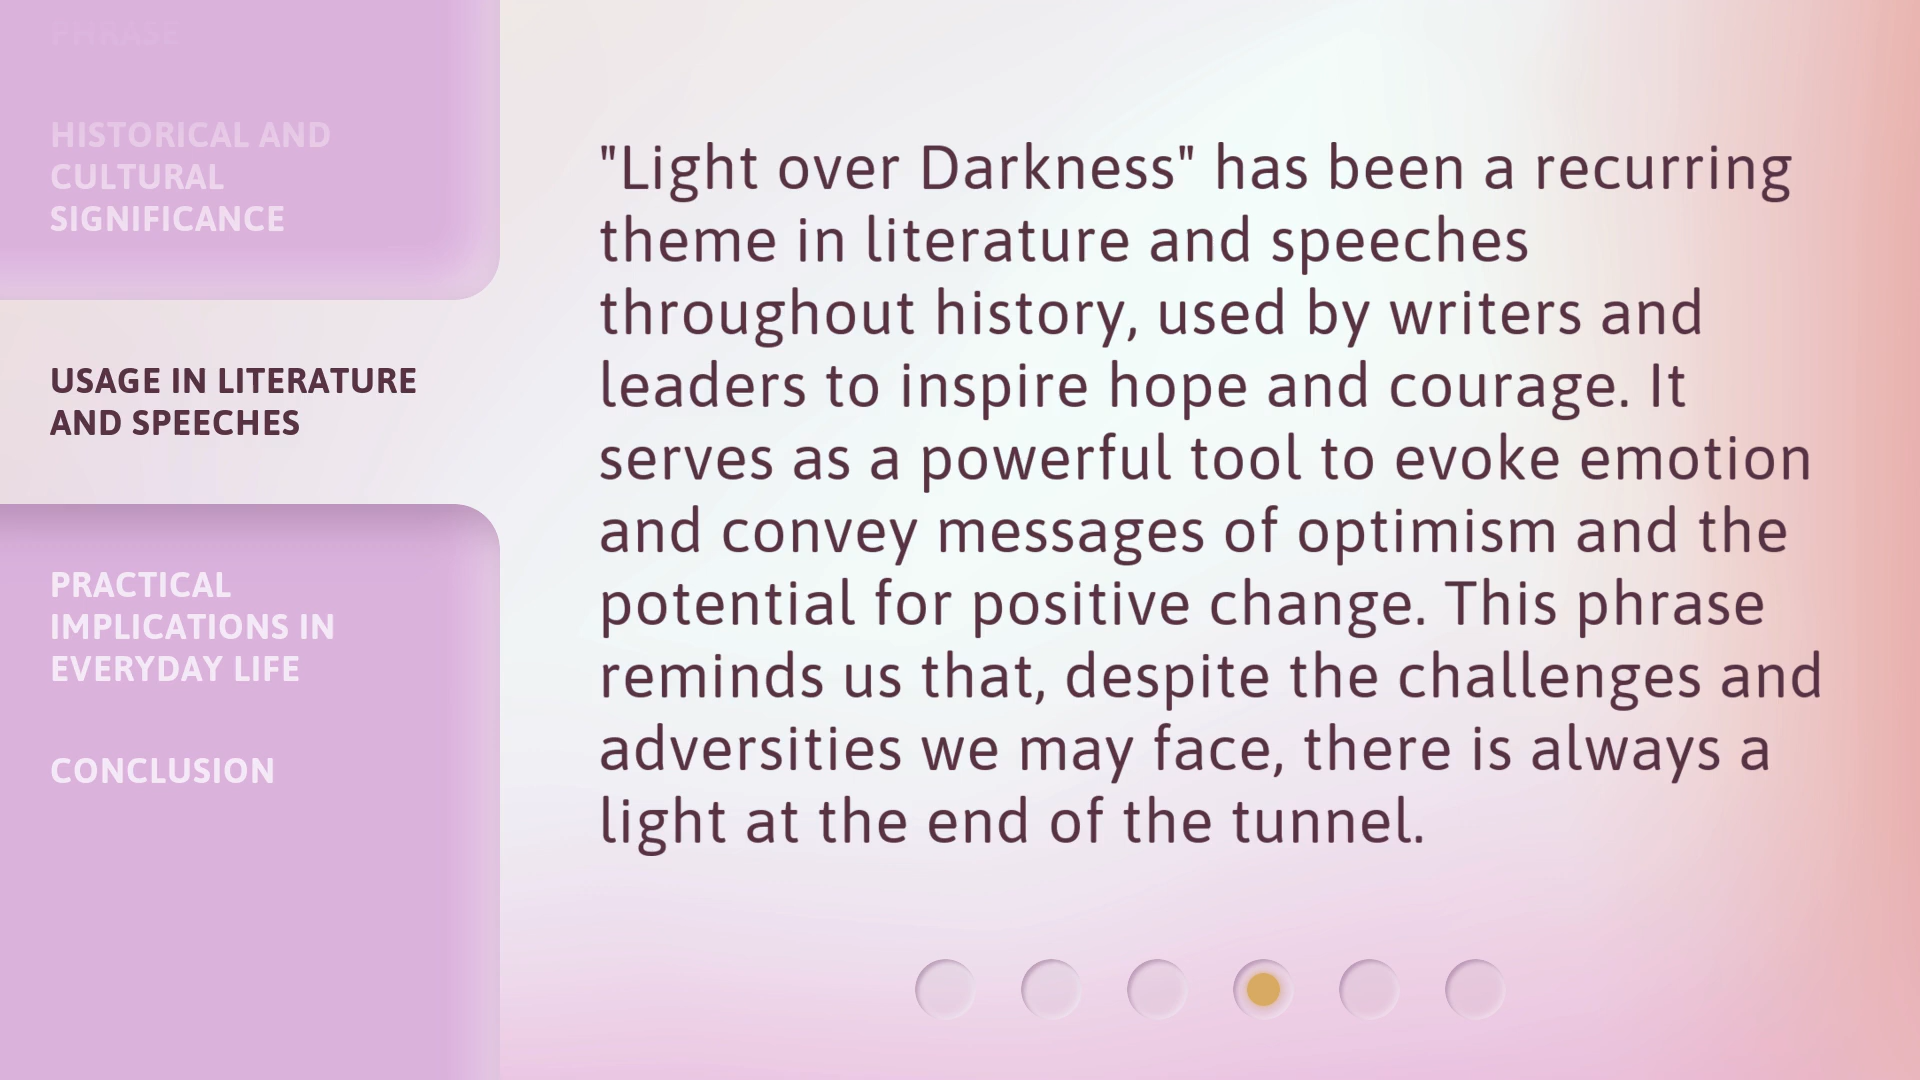 PHRASE
HISTORICAL AND
CULTURAL
SIGNIFICANCE
USAGE IN LITERATURE
AND SPEECHES
PRACTICAL
IMPLICATIONS IN
EVERYDAY LIFE
CONCLUSION
"Light over Darkness" has been a recurring
theme in literature and speeches
throughout history, used by writers and
leaders to inspire hope and courage. It
serves as a powerful tool to evoke emotion
and convey messages of optimism and the
potential for positive change. This phrase
reminds us that, despite the challenges and
adversities we may face, there is always a
light at the end of the tunnel.